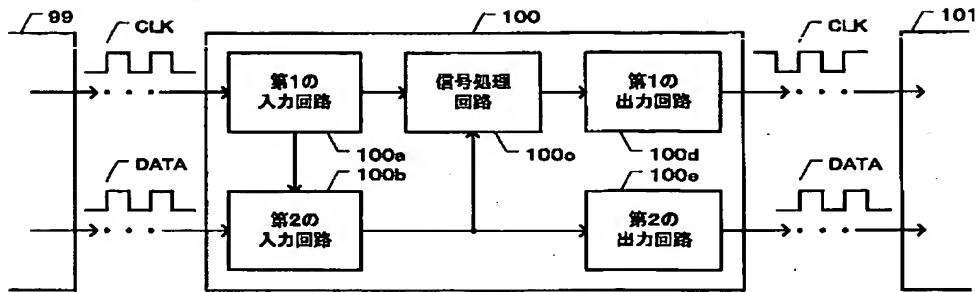 99
CLK
100
CLK
101
第1の
入力回路
信号処理
回路
第1の
出力回路
100a
100c
100d
DATA
100b
100e
DATA
第2の
入力回路
第2の
出力回路